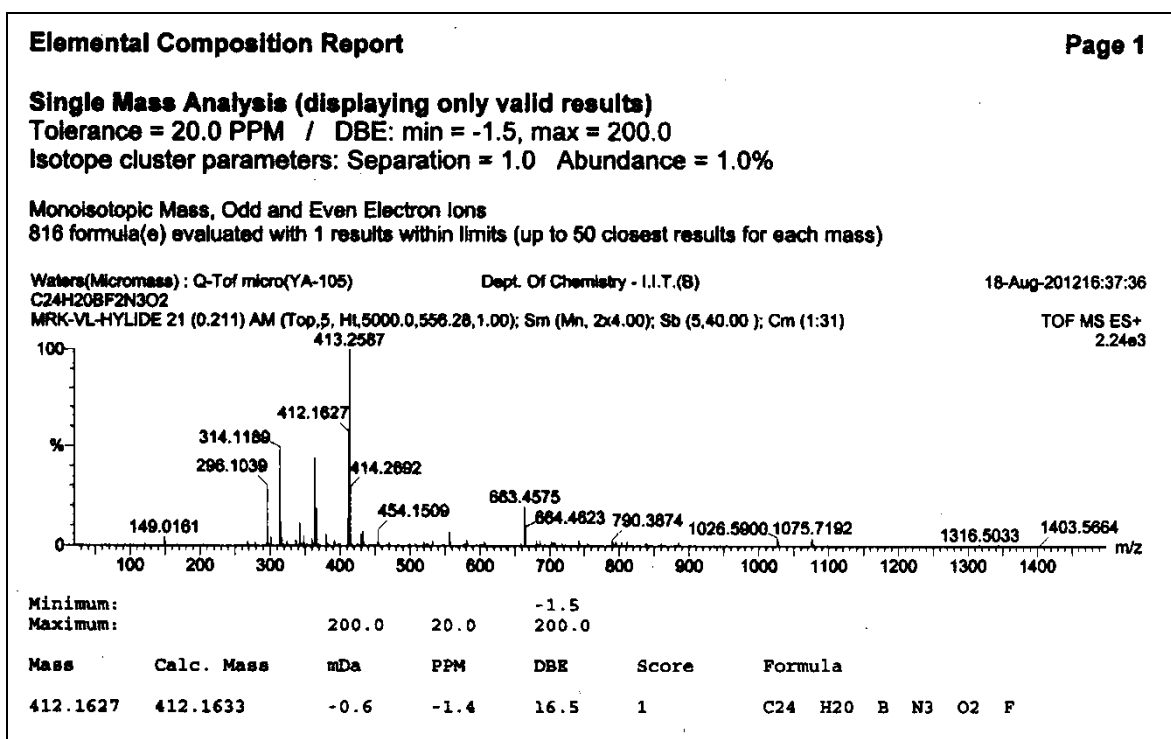 Elemental Composition Report Page 1
Single Mass Analysis (displaying only valid results)
Tolerance = 20.0 PPM / DBE: min = -1.5, max = 200.0
Isotope cluster parameters: Separation = 1.0 Abundance = 1.0%
Monoisotopic Mass, Odd and Even Electron Ions
816 formula(e) evaluated with 1 results within limits (up to 50 closest results for each mass)
Waters(Micromass) : Q-Tof micro(YA-105) Dept. Of Chemistry - I.I.T.(B) 18-Aug-201216:37:36
C24H20BF2N3O2
MRK-VL-HYLIDE 21 (0.211) AM (Top,5, Ht,5000.0,556.28,1.00); Sm (Mn, 2x4.00); Sb (5,40.00 ); Cm (1:31) TOF MS ES+
2.24e3
100
413.2587
412.1627
%
314.1189
296.1039
414.2692
149.0161
454.1509
663.4575
664.4623
790.3874
1026.5900
1075.7192
1316.5033
1403.5664
0
m/z
100 200 300 400 500 600 700 800 900 1000 1100 1200 1300 1400
Minimum: -1.5
Maximum: 200.0 20.0 200.0
Mass Calc. Mass mDa PPM DBE Score Formula
412.1627 412.1633 -0.6 -1.4 16.5 1 C24 H20 B N3 O2 F